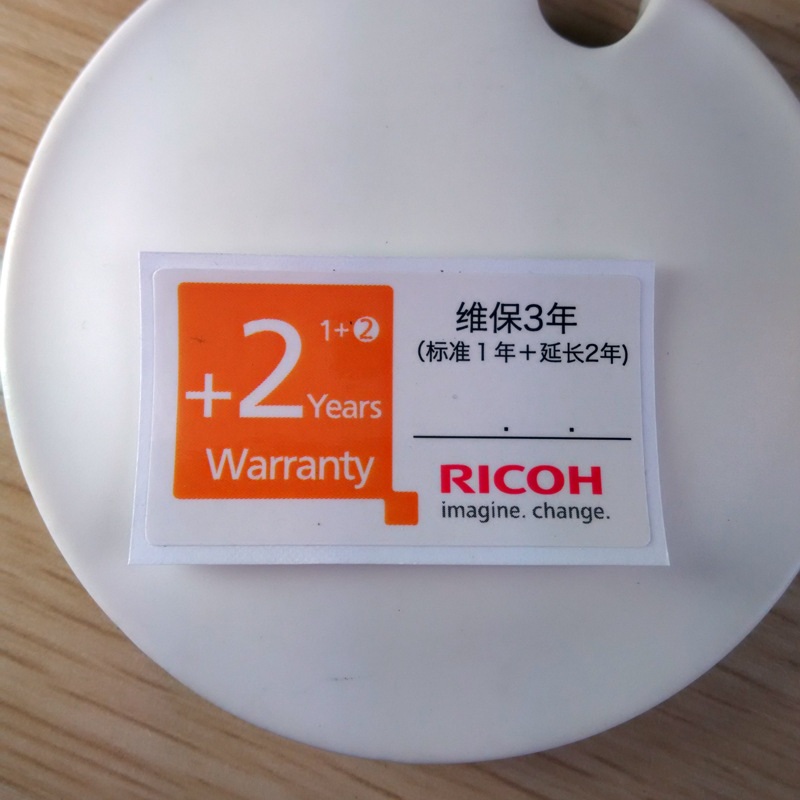 1+❷
+2 Years
Warranty
维保3年
(标准1年+延长2年)
. .
RICOH
imagine. change.